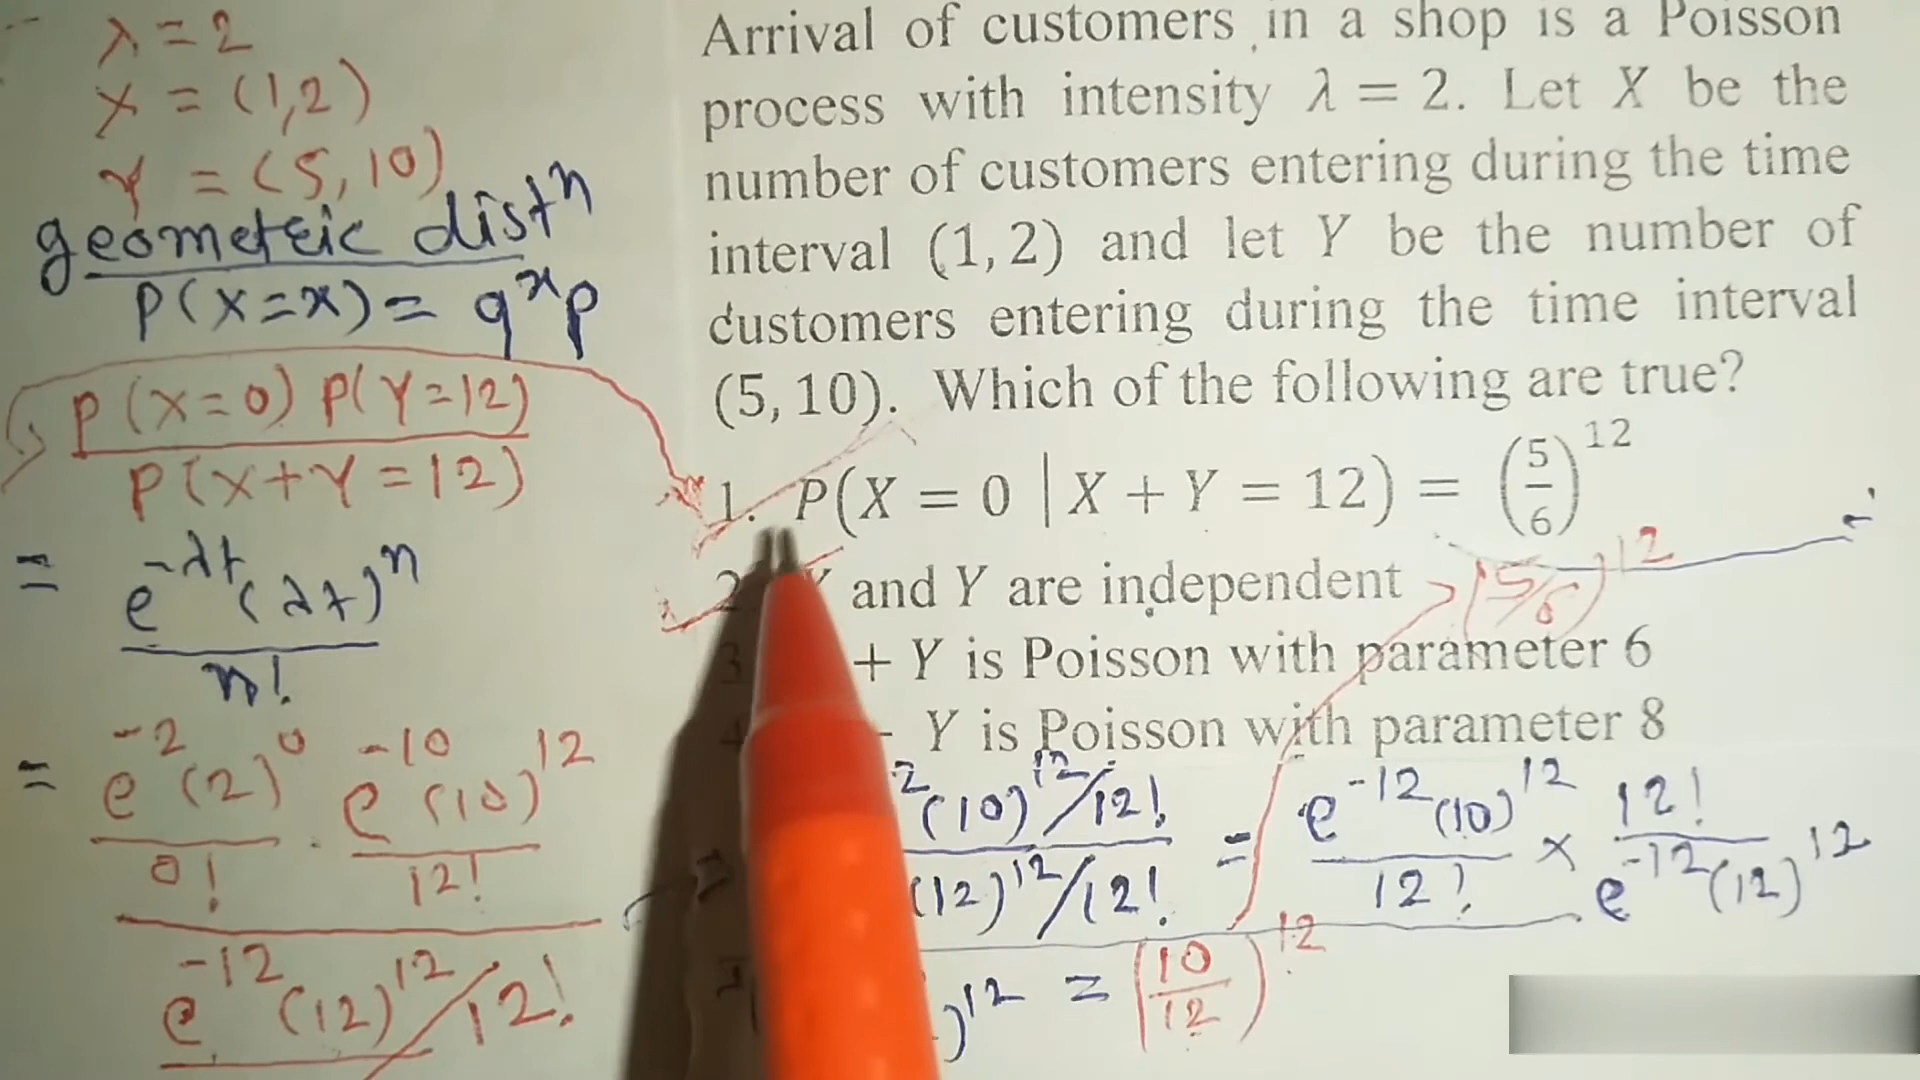 λ = 2
X = (1,2)
Y = (5,10)
geometric distn
P(X=x) = q^x p
P(X=0) P(Y=12)
P(X+Y=12)
= e^-λt (λt)^n
n!
= e^-2 (2)^0 . e^-10 (10)^12
0! 12!
e^-12 (12)^12 / 12!
Arrival of customers in a shop is a Poisson
process with intensity λ = 2. Let X be the
number of customers entering during the time
interval (1, 2) and let Y be the number of
customers entering during the time interval
(5, 10). Which of the following are true?
1. P(X = 0 | X + Y = 12) = (5/6)^12
2. and Y are independent
(5/6)^12
3 + Y is Poisson with parameter 6
4 Y is Poisson with parameter 8
2 (10)^12 / 12! = e^-12 (10)^12 × 12!
(12)^12 / 12! 12! e^-12 (12)^12
)^12 = (10/12)^12